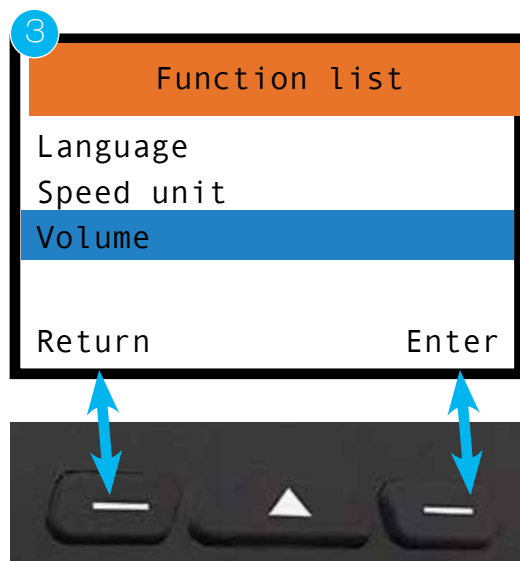 3
Function list
Language
Speed unit
Volume
Return Enter